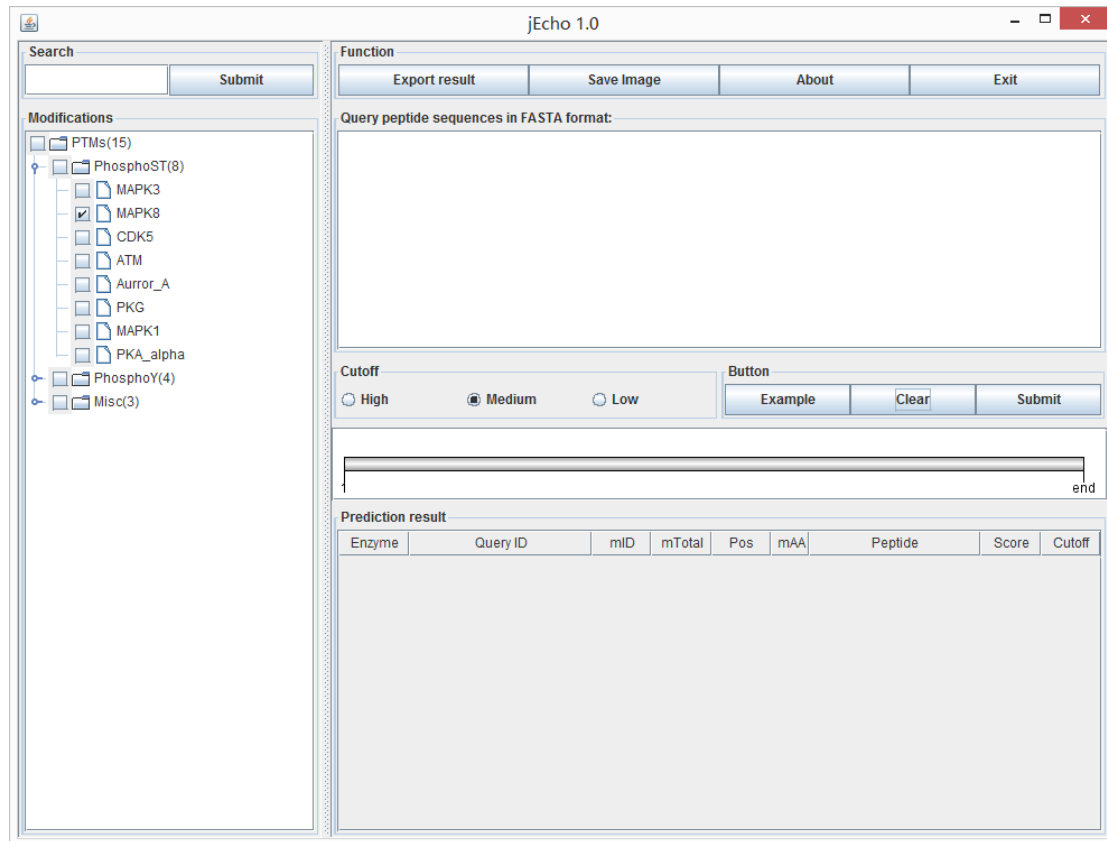 jEcho 1.0
Search
Submit
Modifications
PTMs(15)
PhosphoST(8)
MAPK3
MAPK8
CDK5
ATM
Aurror_A
PKG
MAPK1
PKA_alpha
PhosphoY(4)
Misc(3)
Function
Export result Save Image About Exit
Query peptide sequences in FASTA format:
Cutoff
High Medium Low
Button
Example Clear Submit
1 end
Prediction result
Enzyme Query ID mID mTotal Pos mAA Peptide Score Cutoff